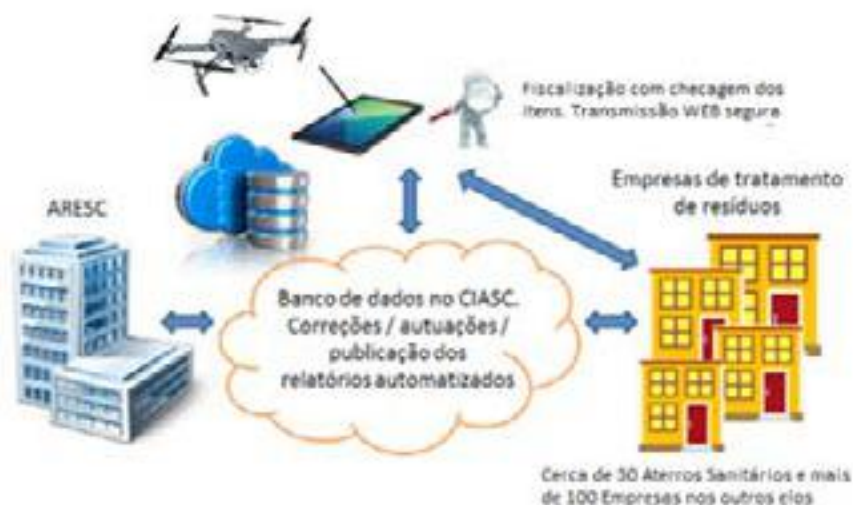 Fiscalização com checagem dos
itens. Transmissão WEB segura
Empresas de tratamento
de resíduos
ARESC
Banco de dados no CIASC.
Correções / autuações /
publicação dos
relatórios automatizados
Cerca de 30 Aterros Sanitários e mais
de 100 Empresas nos outros elos